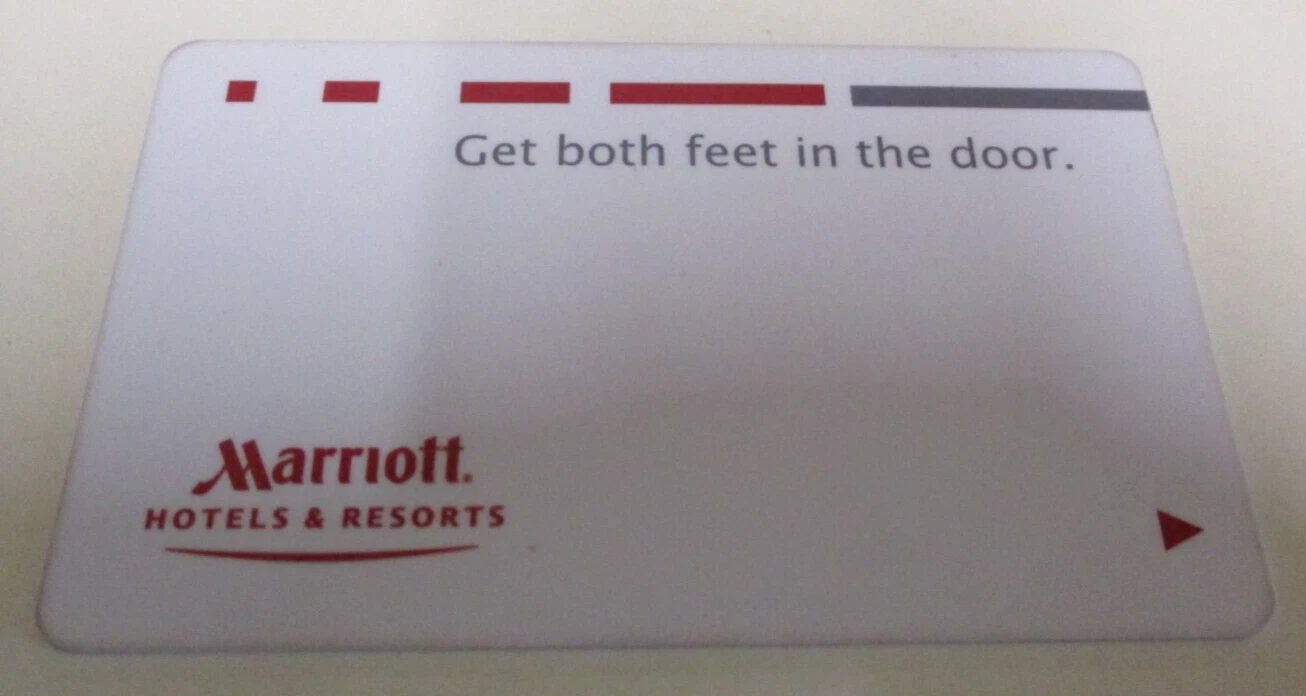 Get both feet in the door.
Marriott.
HOTELS & RESORTS